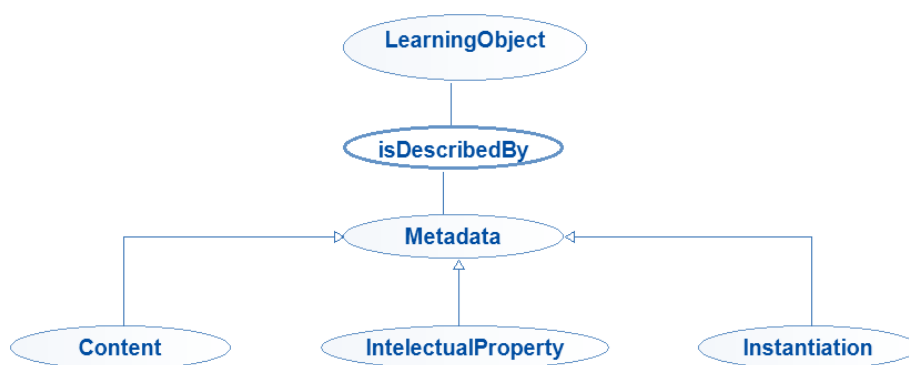 LearningObject
isDescribedBy
Metadata
Content
IntelectualProperty
Instantiation